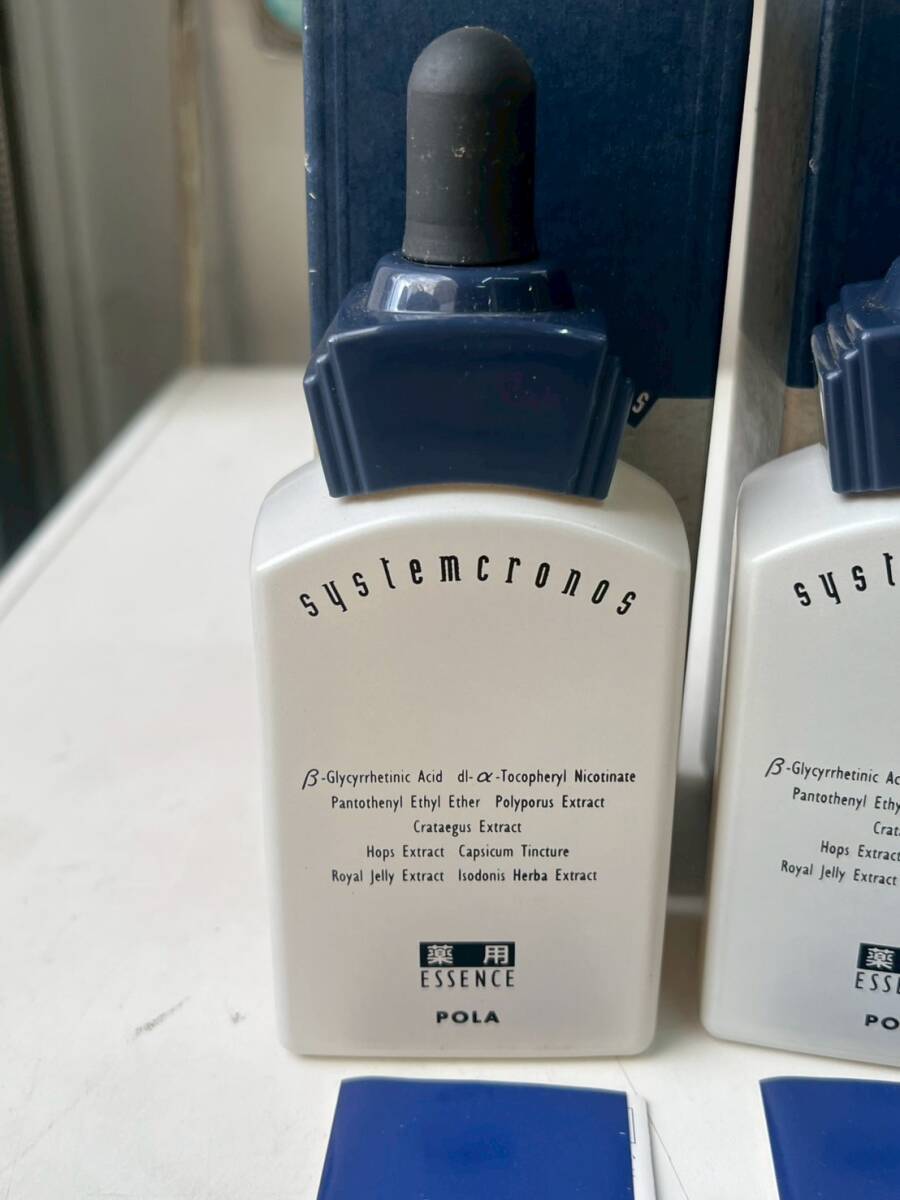 s
systemcronos
β-Glycyrrhetinic Acid dl-α-Tocopheryl Nicotinate
Pantothenyl Ethyl Ether Polyporus Extract
Crataegus Extract
Hops Extract Capsicum Tincture
Royal Jelly Extract Isodonis Herba Extract
薬用
ESSENCE
POLA
syst
β-Glycyrrhetinic Ac
Pantothenyl Ethy
Crat
Hops Extract
Royal Jelly Extract
薬
ESSE
PO